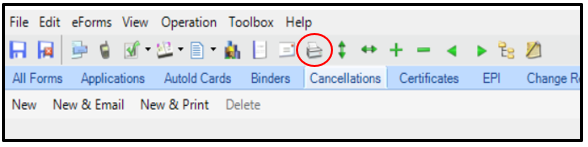 File Edit eForms View Operation Toolbox Help
All Forms Applications AutoId Cards Binders Cancellations Certificates EPI Change Re
New New & Email New & Print Delete